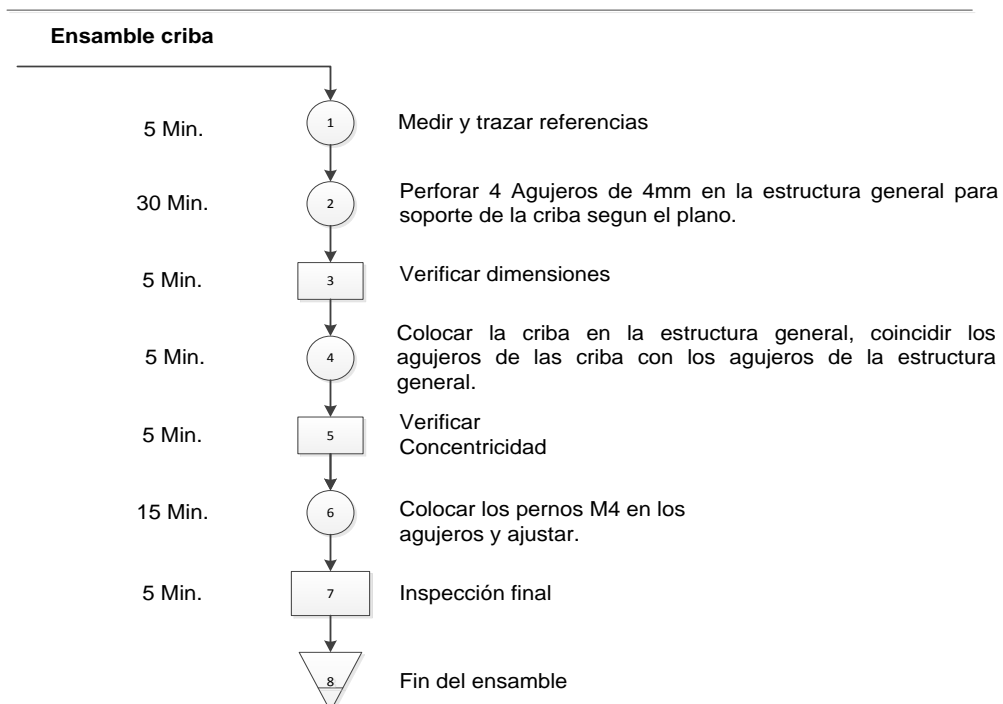 Ensamble criba
5 Min.
1
Medir y trazar referencias
30 Min.
2
Perforar 4 Agujeros de 4mm en la estructura general para
soporte de la criba segun el plano.
5 Min.
3
Verificar dimensiones
5 Min.
4
Colocar la criba en la estructura general, coincidir los
agujeros de las criba con los agujeros de la estructura
general.
5 Min.
5
Verificar
Concentricidad
15 Min.
6
Colocar los pernos M4 en los
agujeros y ajustar.
5 Min.
7
Inspección final
8
Fin del ensamble